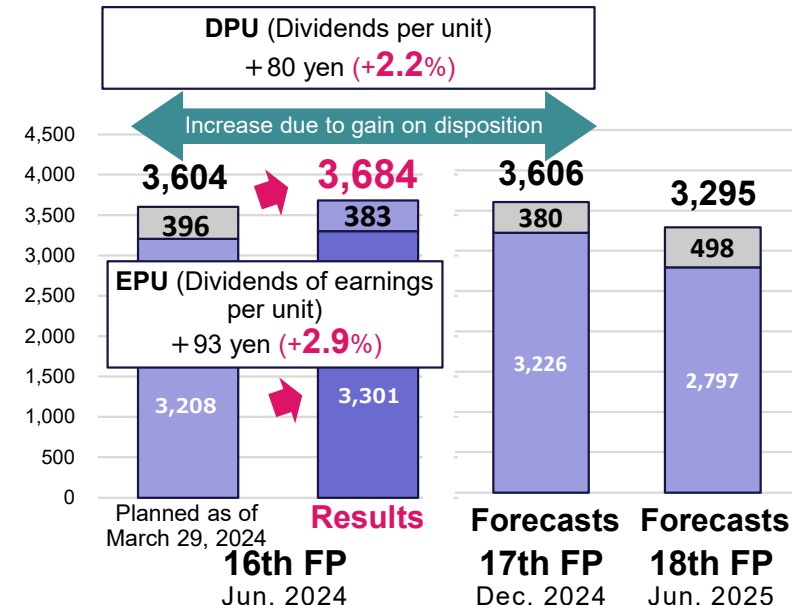 DPU (Dividends per unit)
+80 yen (+2.2%)
Increase due to gain on disposition
4,500
4,000
3,500
3,000
2,500
2,000
1,500
1,000
500
0
3,604
3,684
3,606
3,295
396
383
380
498
EPU (Dividends of earnings
per unit)
+93 yen (+2.9%)
3,208
3,301
3,226
2,797
Planned as of
March 29, 2024
Results
Forecasts
Forecasts
16th FP
17th FP
18th FP
Jun. 2024
Dec. 2024
Jun. 2025